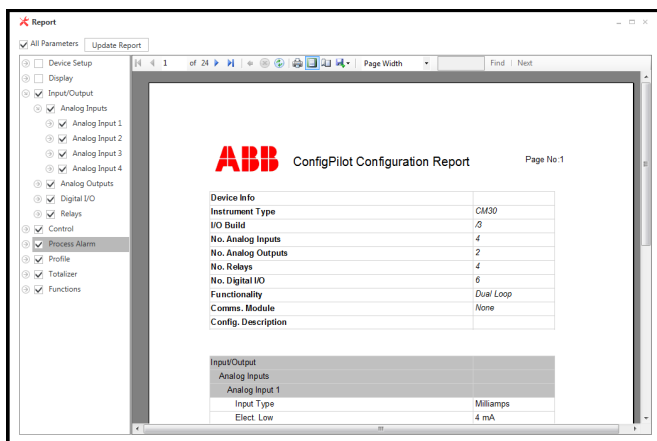 Report
All Parameters Update Report
Device Setup
Display
Input/Output
Analog Inputs
Analog Input 1
Analog Input 2
Analog Input 3
Analog Input 4
Analog Outputs
Digital I/O
Relays
Control
Process Alarm
Profile
Totalizer
Functions
1 of 24 Page Width Find | Next
ABB ConfigPilot Configuration Report Page No:1
Device Info
Instrument Type CM30
I/O Build /3
No. Analog Inputs 4
No. Analog Outputs 2
No. Relays 4
No. Digital I/O 6
Functionality Dual Loop
Comms. Module None
Config. Description
Input/Output
Analog Inputs
Analog Input 1
Input Type Milliamps
Elect. Low 4 mA